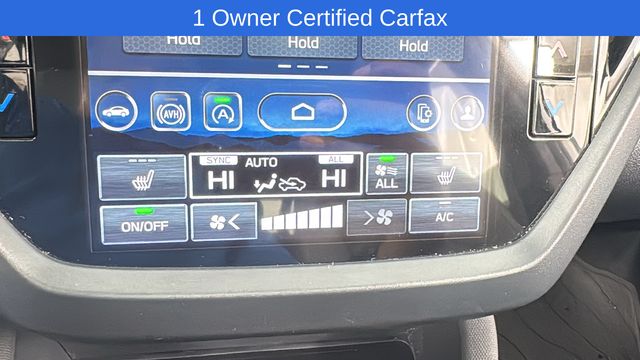 1 Owner Certified Carfax
Hold Hold Hold
AVH A
SYNC AUTO ALL
HI HI ALL
ON/OFF A/C